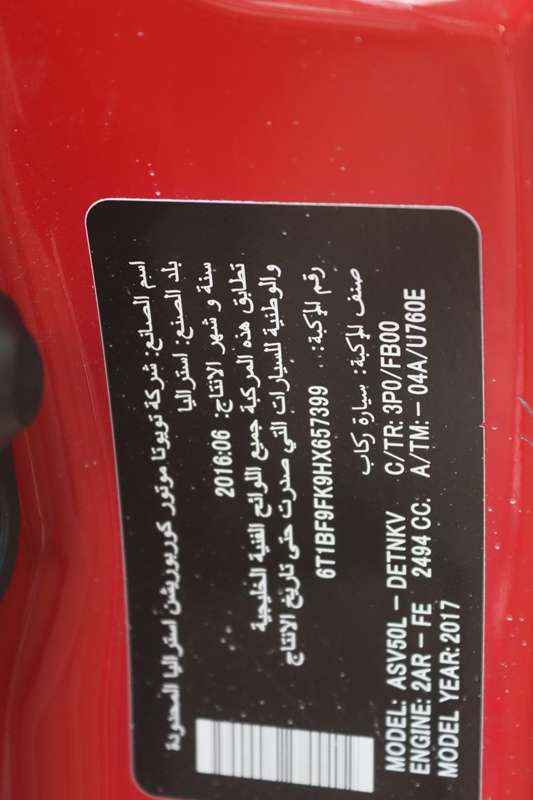 اسم الصانع: شركة تويوتا موتور كوربوريشن استراليا المحدودة
بلد الصنع: استراليا
سنة و شهر الانتاج: 2016:06
تطابق هذه المركبة جميع اللوائح الفنية الخليجية
والوطنية للسيارات التي صدرت حتى تاريخ الانتاج
رقم المركبة: 6T1BF9FK9HX657399
صنف المركبة: سيارة ركاب
MODEL: ASV50L – DETNKV C/TR: 3P0/FB00
ENGINE: 2AR – FE 2494 CC. A/TM: – 04A/U760E
MODEL YEAR: 2017